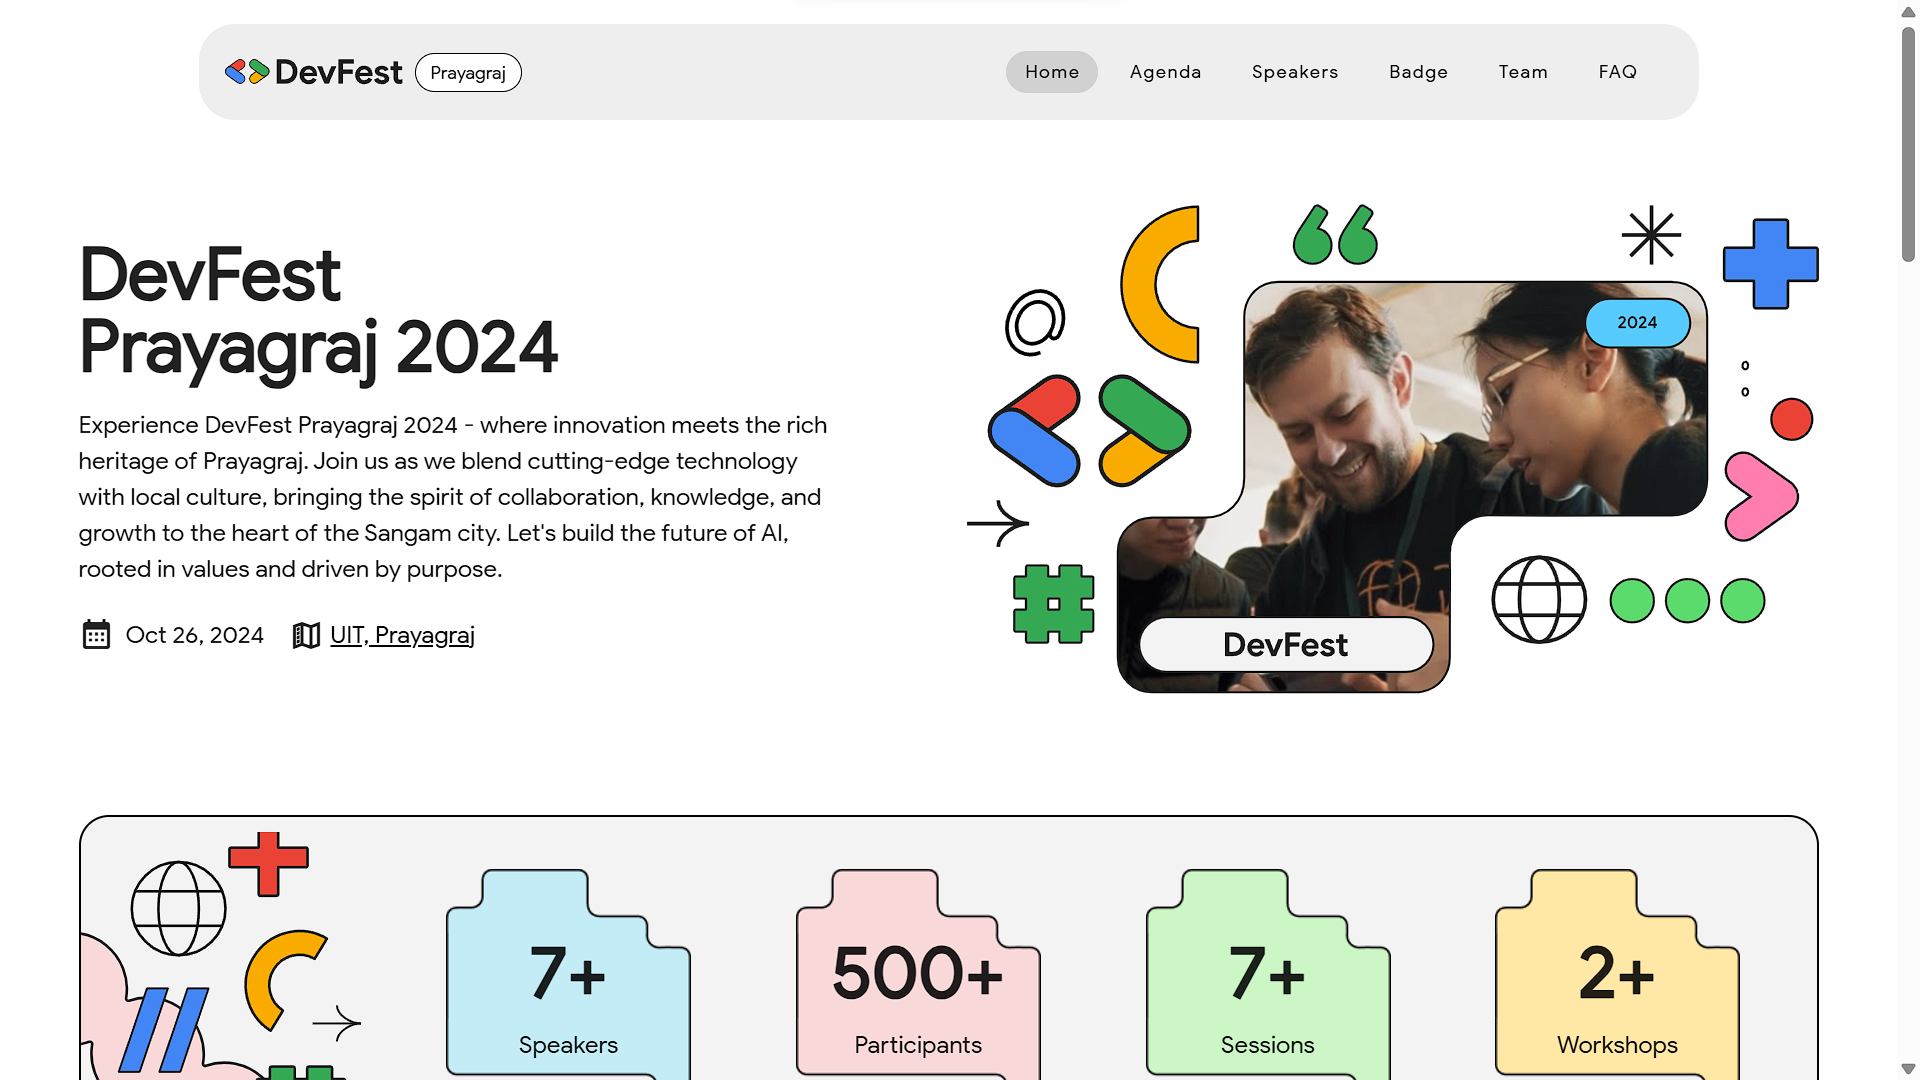 DevFest Prayagraj
Home Agenda Speakers Badge Team FAQ
DevFest
Prayagraj 2024
Experience DevFest Prayagraj 2024 - where innovation meets the rich
heritage of Prayagraj. Join us as we blend cutting-edge technology
with local culture, bringing the spirit of collaboration, knowledge, and
growth to the heart of the Sangam city. Let's build the future of AI,
rooted in values and driven by purpose.
Oct 26, 2024 UIT, Prayagraj
2024
DevFest
7+
Speakers
500+
Participants
7+
Sessions
2+
Workshops